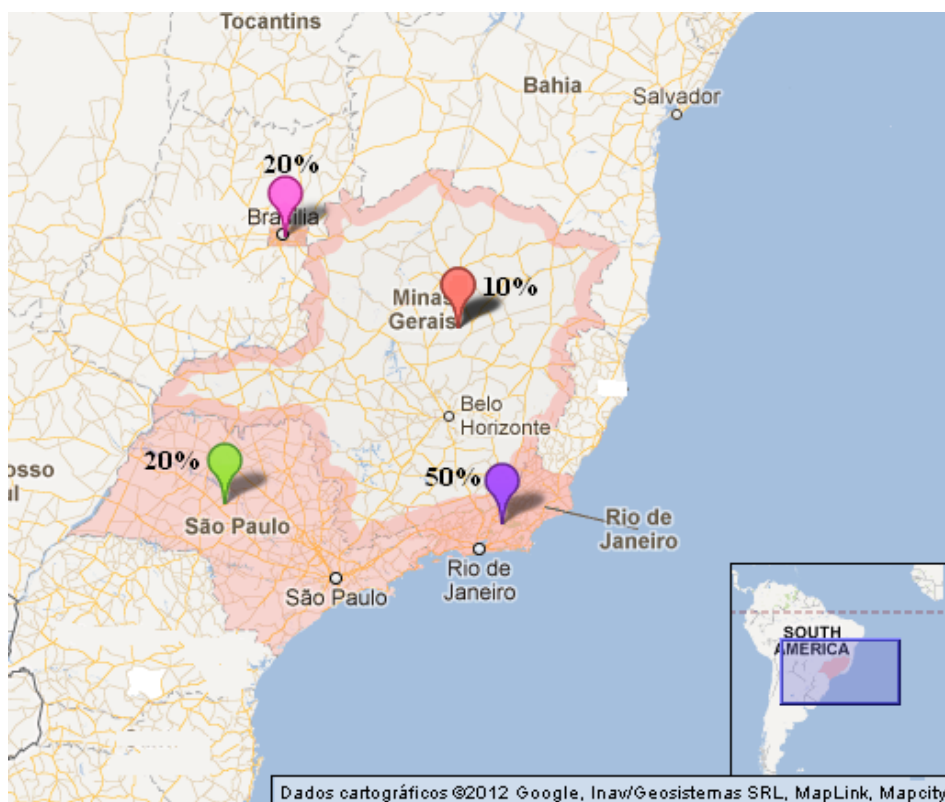 Tocantins
Bahia
Salvador
20%
Brasília
Minas
Gerais
10%
Belo
Horizonte
osso
ul
20%
São Paulo
50%
Rio de
Janeiro
São Paulo
Rio de
Janeiro
SOUTH
AMERICA
Dados cartográficos ©2012 Google, Inav/Geosistemas SRL, MapLink, Mapcity